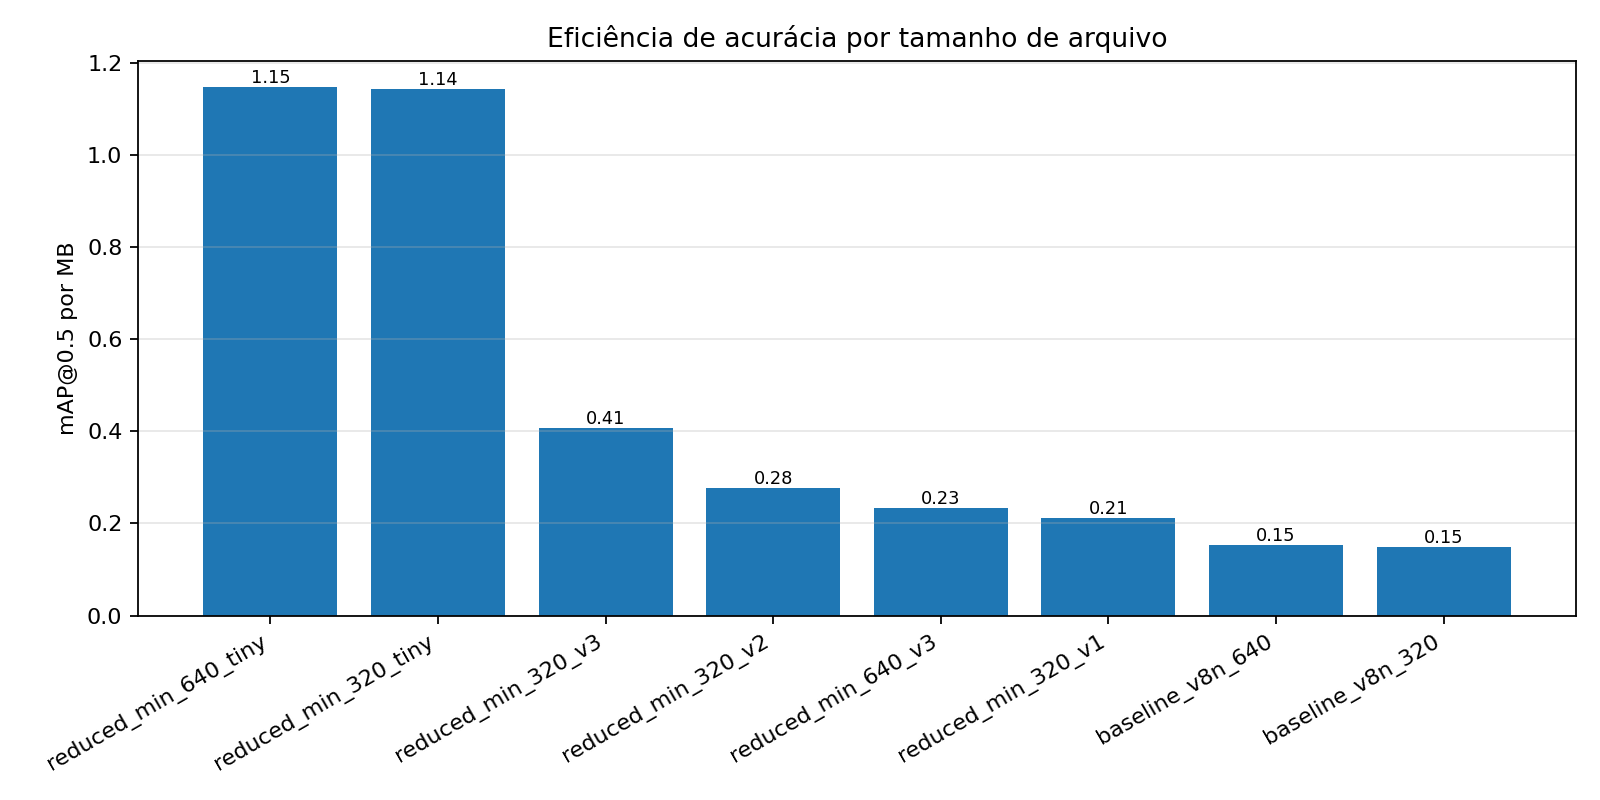 Eficiência de acurácia por tamanho de arquivo
mAP@0.5 por MB
1.2
1.0
0.8
0.6
0.4
0.2
0.0
1.15
1.14
0.41
0.28
0.23
0.21
0.15
0.15
reduced_min_640_tiny
reduced_min_320_tiny
reduced_min_320_v3
reduced_min_320_v2
reduced_min_640_v3
reduced_min_320_v1
baseline_v8n_640
baseline_v8n_320